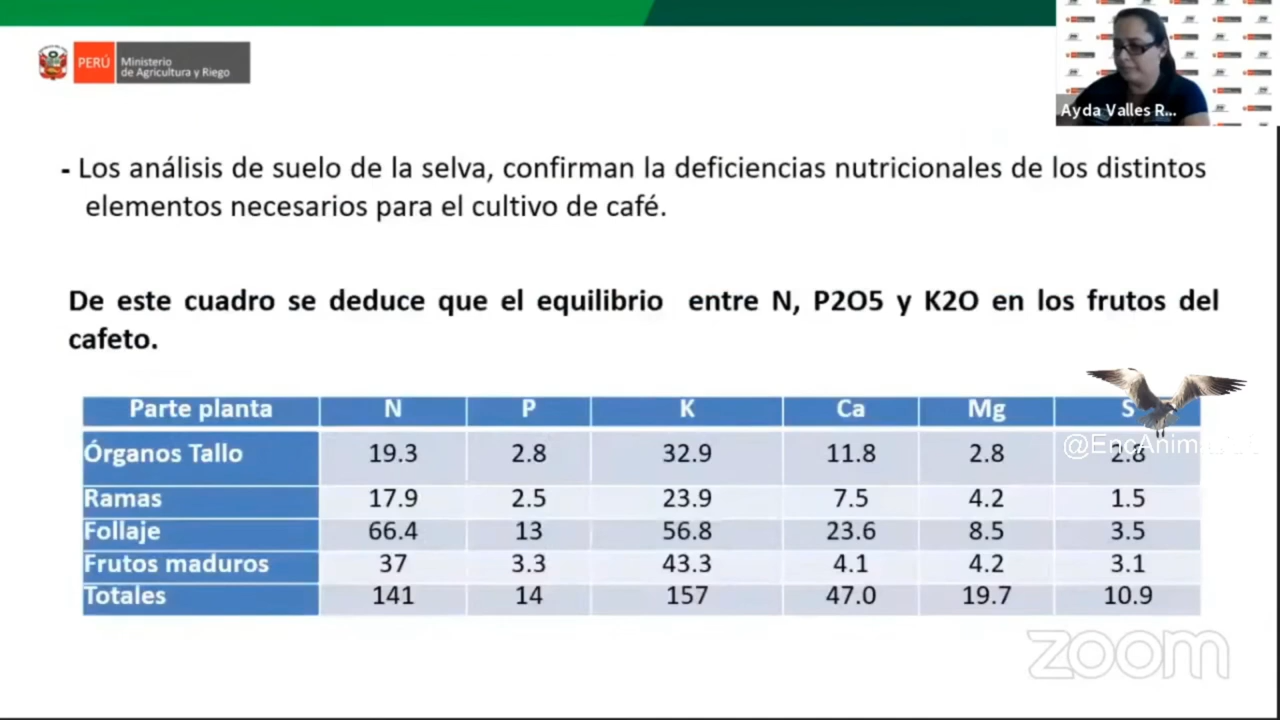 PERÚ Ministerio
de Agricultura y Riego
Ayda Valles R...
- Los análisis de suelo de la selva, confirman la deficiencias nutricionales de los distintos
elementos necesarios para el cultivo de café.
De este cuadro se deduce que el equilibrio entre N, P2O5 y K2O en los frutos del
cafeto.
Parte planta N P K Ca Mg S
Órganos Tallo 19.3 2.8 32.9 11.8 2.8 2.8
Ramas 17.9 2.5 23.9 7.5 4.2 1.5
Follaje 66.4 13 56.8 23.6 8.5 3.5
Frutos maduros 37 3.3 43.3 4.1 4.2 3.1
Totales 141 14 157 47.0 19.7 10.9
zoom